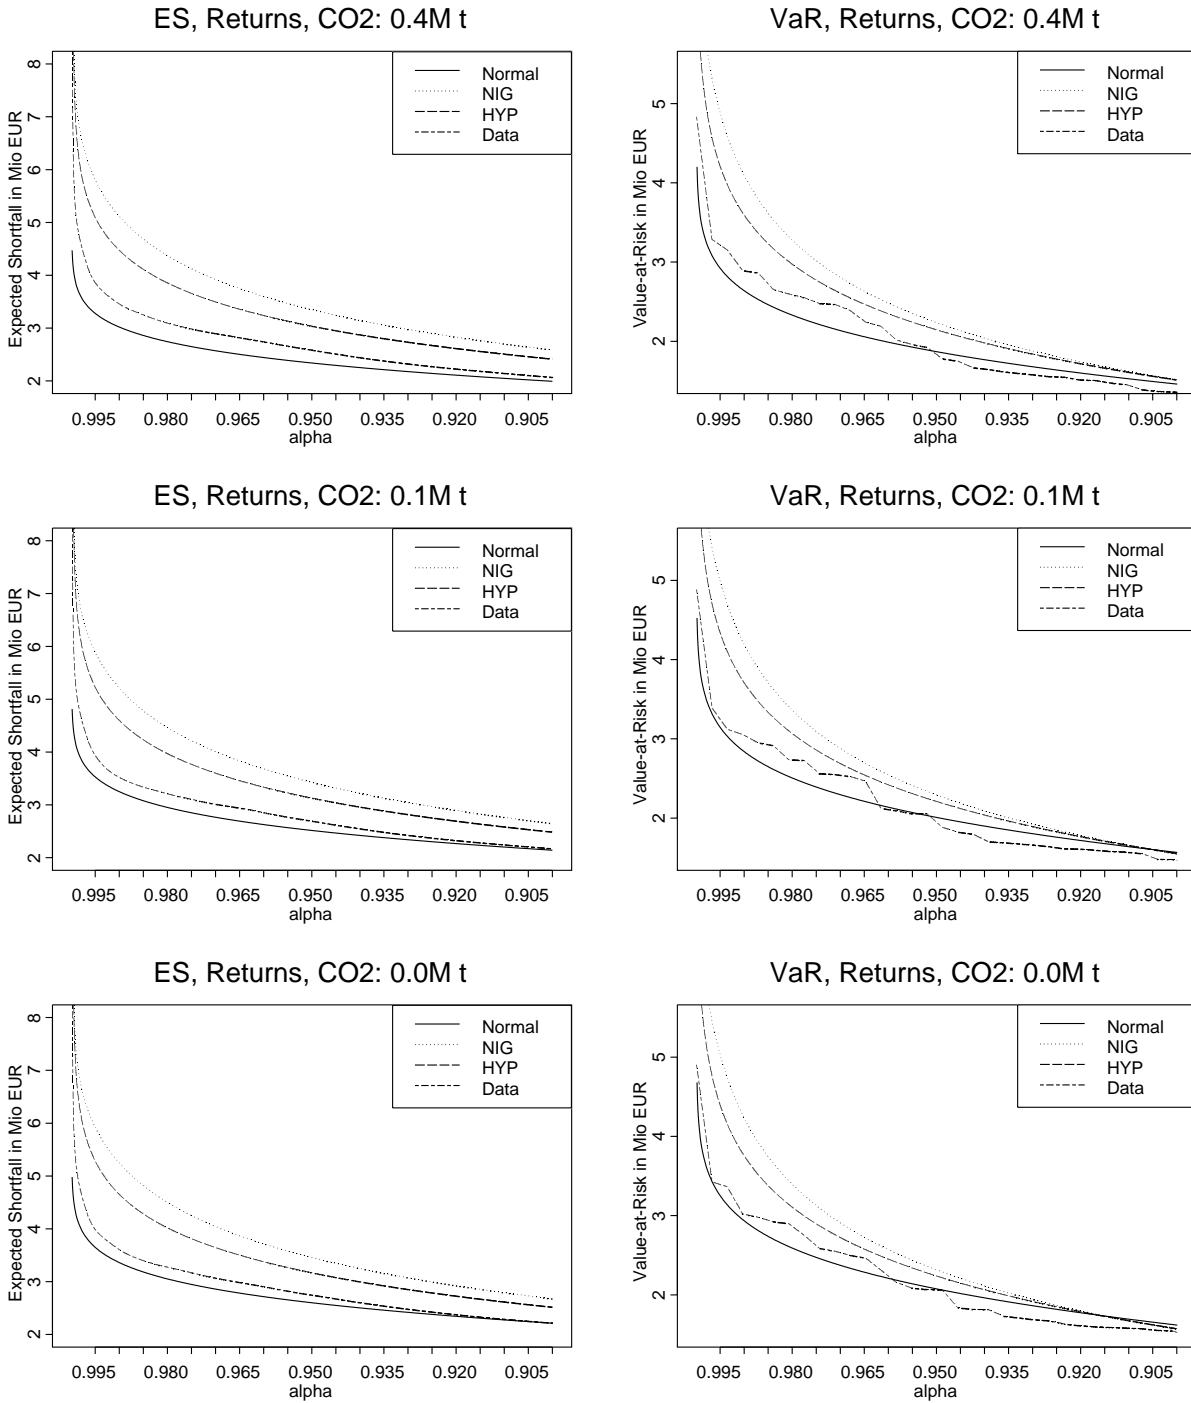 ES, Returns, CO2: 0.4M t
Expected Shortfall in Mio EUR
8
7
6
5
4
3
2
Normal
NIG
HYP
Data
0.995 0.980 0.965 0.950 0.935 0.920 0.905
alpha
VaR, Returns, CO2: 0.4M t
Value-at-Risk in Mio EUR
5
4
3
2
Normal
NIG
HYP
Data
0.995 0.980 0.965 0.950 0.935 0.920 0.905
alpha
ES, Returns, CO2: 0.1M t
Expected Shortfall in Mio EUR
8
7
6
5
4
3
2
Normal
NIG
HYP
Data
0.995 0.980 0.965 0.950 0.935 0.920 0.905
alpha
VaR, Returns, CO2: 0.1M t
Value-at-Risk in Mio EUR
5
4
3
2
Normal
NIG
HYP
Data
0.995 0.980 0.965 0.950 0.935 0.920 0.905
alpha
ES, Returns, CO2: 0.0M t
Expected Shortfall in Mio EUR
8
7
6
5
4
3
2
Normal
NIG
HYP
Data
0.995 0.980 0.965 0.950 0.935 0.920 0.905
alpha
VaR, Returns, CO2: 0.0M t
Value-at-Risk in Mio EUR
5
4
3
2
Normal
NIG
HYP
Data
0.995 0.980 0.965 0.950 0.935 0.920 0.905
alpha